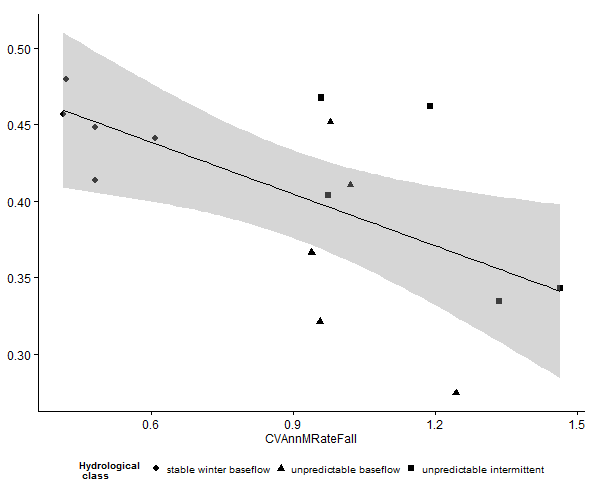 0.50
0.45
0.40
0.35
0.30
0.6 0.9 1.2 1.5
CVAnnMRateFall
Hydrological
class
stable winter baseflow unpredictable baseflow unpredictable intermittent